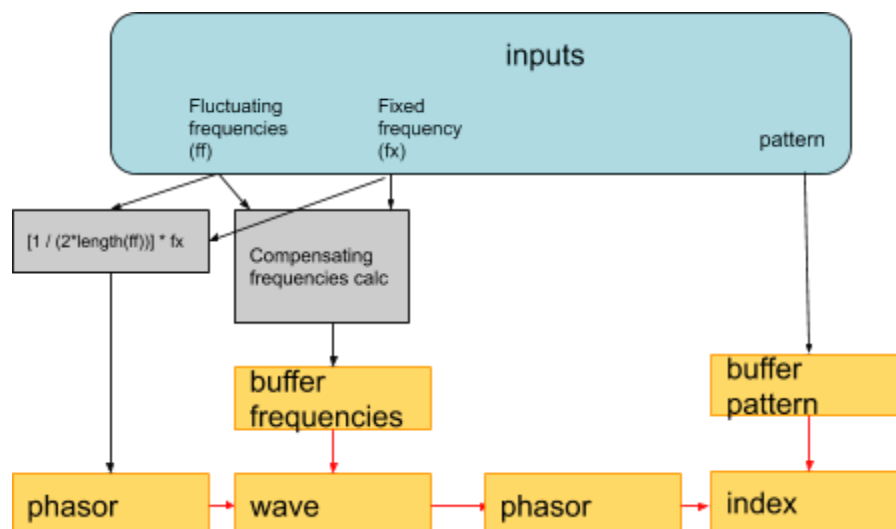 inputs
Fluctuating
frequencies
(ff)
Fixed
frequency
(fx)
pattern
[1 / (2*length(ff))] * fx
Compensating
frequencies calc
buffer
frequencies
buffer
pattern
phasor
wave
phasor
index